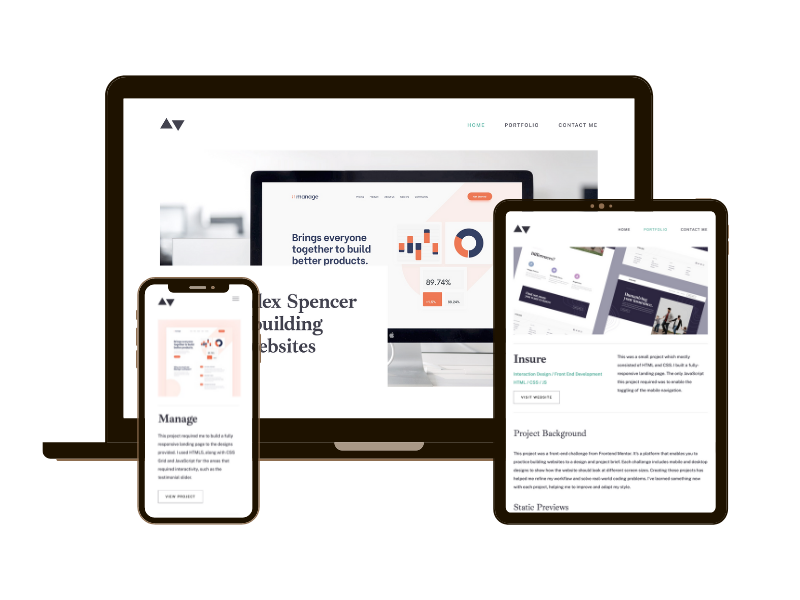 HOME PORTFOLIO CONTACT ME
manage
Brings everyone
together to build
better products.
89.74%
lex Spencer
building
ebsites
Manage
This project required me to build a fully
responsive landing page to the designs
provided. I used HTML5, along with CSS
Grid and JavaScript for the areas that
required interactivity, such as the
testimonial slider.
VIEW PROJECT
HOME PORTFOLIO CONTACT ME
Insure
Interaction Design / Front End Development
HTML / CSS / JS
VISIT WEBSITE
This was a small project which mostly
consisted of HTML and CSS. I built a fully
responsive landing page. The only JavaScript
this project required was to enable the
toggling of the mobile navigation.
Project Background
This project was a front-end challenge from Frontend Mentor. It's a platform that enables you to
practice building websites to a design and project brief. Each challenge includes mobile and desktop
designs to show how the website should look at different screen sizes. Creating these projects has
helped me refine my workflow and solve real-world coding problems. I've learned something new
with each project, helping me to improve and adapt my style.
Static Previews